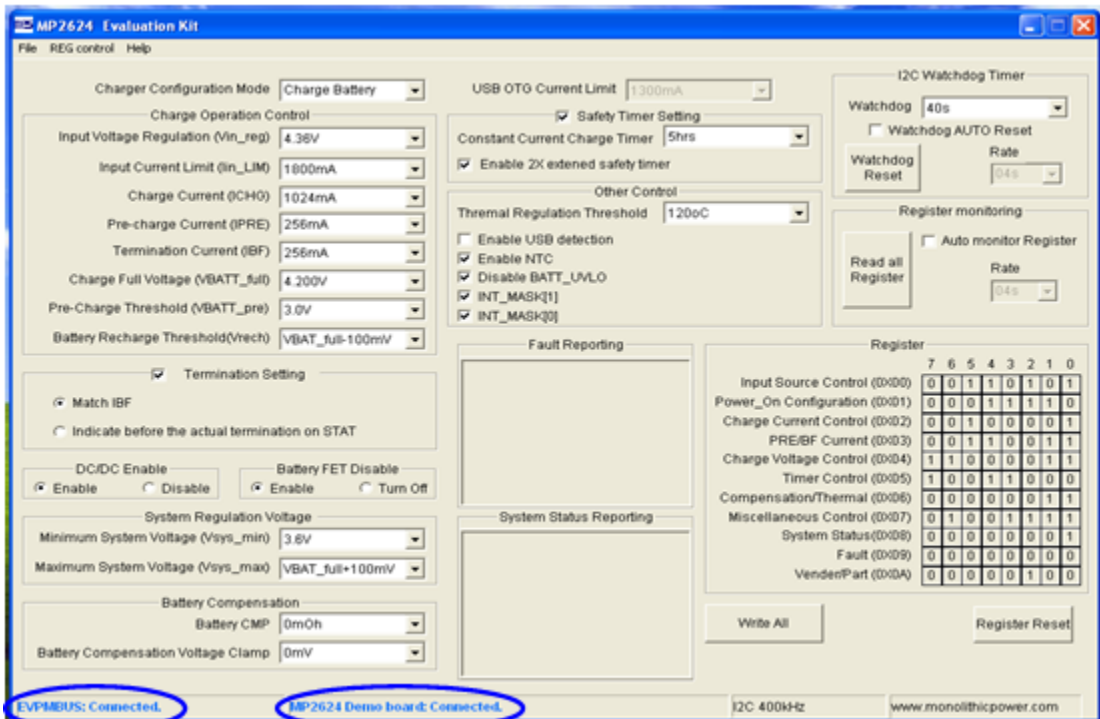 MP2624 Evaluation Kit
File REG control Help
Charger Configuration Mode Charge Battery
Charge Operation Control
Input Voltage Regulation (Vin_reg) 4.36V
Input Current Limit (Iin_LIM) 1800mA
Charge Current (ICHG) 1024mA
Pre-charge Current (IPRE) 256mA
Termination Current (IBF) 256mA
Charge Full Voltage (VBATT_full) 4.200V
Pre-Charge Threshold (VBATT_pre) 3.0V
Battery Recharge Threshold(Vrech) VBAT_full-100mV
Termination Setting
Match IBF
Indicate before the actual termination on STAT
DC/DC Enable
Enable Disable
Battery FET Disable
Enable Turn Off
System Regulation Voltage
Minimum System Voltage (Vsys_min) 3.6V
Maximum System Voltage (Vsys_max) VBAT_full+100mV
Battery Compensation
Battery CMP 0mOh
Battery Compensation Voltage Clamp 0mV
USB OTG Current Limit 1300mA
Safety Timer Setting
Constant Current Charge Timer 5hrs
Enable 2X extened safety timer
Other Control
Thremal Regulation Threshold 120oC
Enable USB detection
Enable NTC
Disable BATT_UVLO
INT_MASK[1]
INT_MASK[0]
Fault Reporting
System Status Reporting
I2C Watchdog Timer
Watchdog 40s
Watchdog AUTO Reset
Watchdog Reset
Rate
04s
Register monitoring
Read all Register
Auto monitor Register
Rate
04s
Register
7 6 5 4 3 2 1 0
Input Source Control (0X00) 0 0 1 1 0 1 0 1
Power_On Configuration (0X01) 0 0 0 1 1 1 1 0
Charge Current Control (0X02) 0 0 1 0 0 0 0 0
PRE/BF Current (0X03) 0 0 1 1 0 0 1 1
Charge Voltage Control (0X04) 1 1 0 0 0 0 1 1
Timer Control (0X05) 1 0 0 1 1 0 0 0
Compensation/Thermal (0X06) 0 0 0 0 0 0 1 1
Miscellaneous Control (0X07) 0 1 0 0 1 1 1 1
System Status(0X08) 0 0 0 0 0 0 0 1
Fault (0X09) 0 0 0 0 0 0 0 0
Vender/Part (0X0A) 0 0 0 0 0 1 0 0
Write All
Register Reset
EVPMBUS: Connected.
MP2624 Demo board: Connected.
I2C 400kHz
www.monolithicpower.com